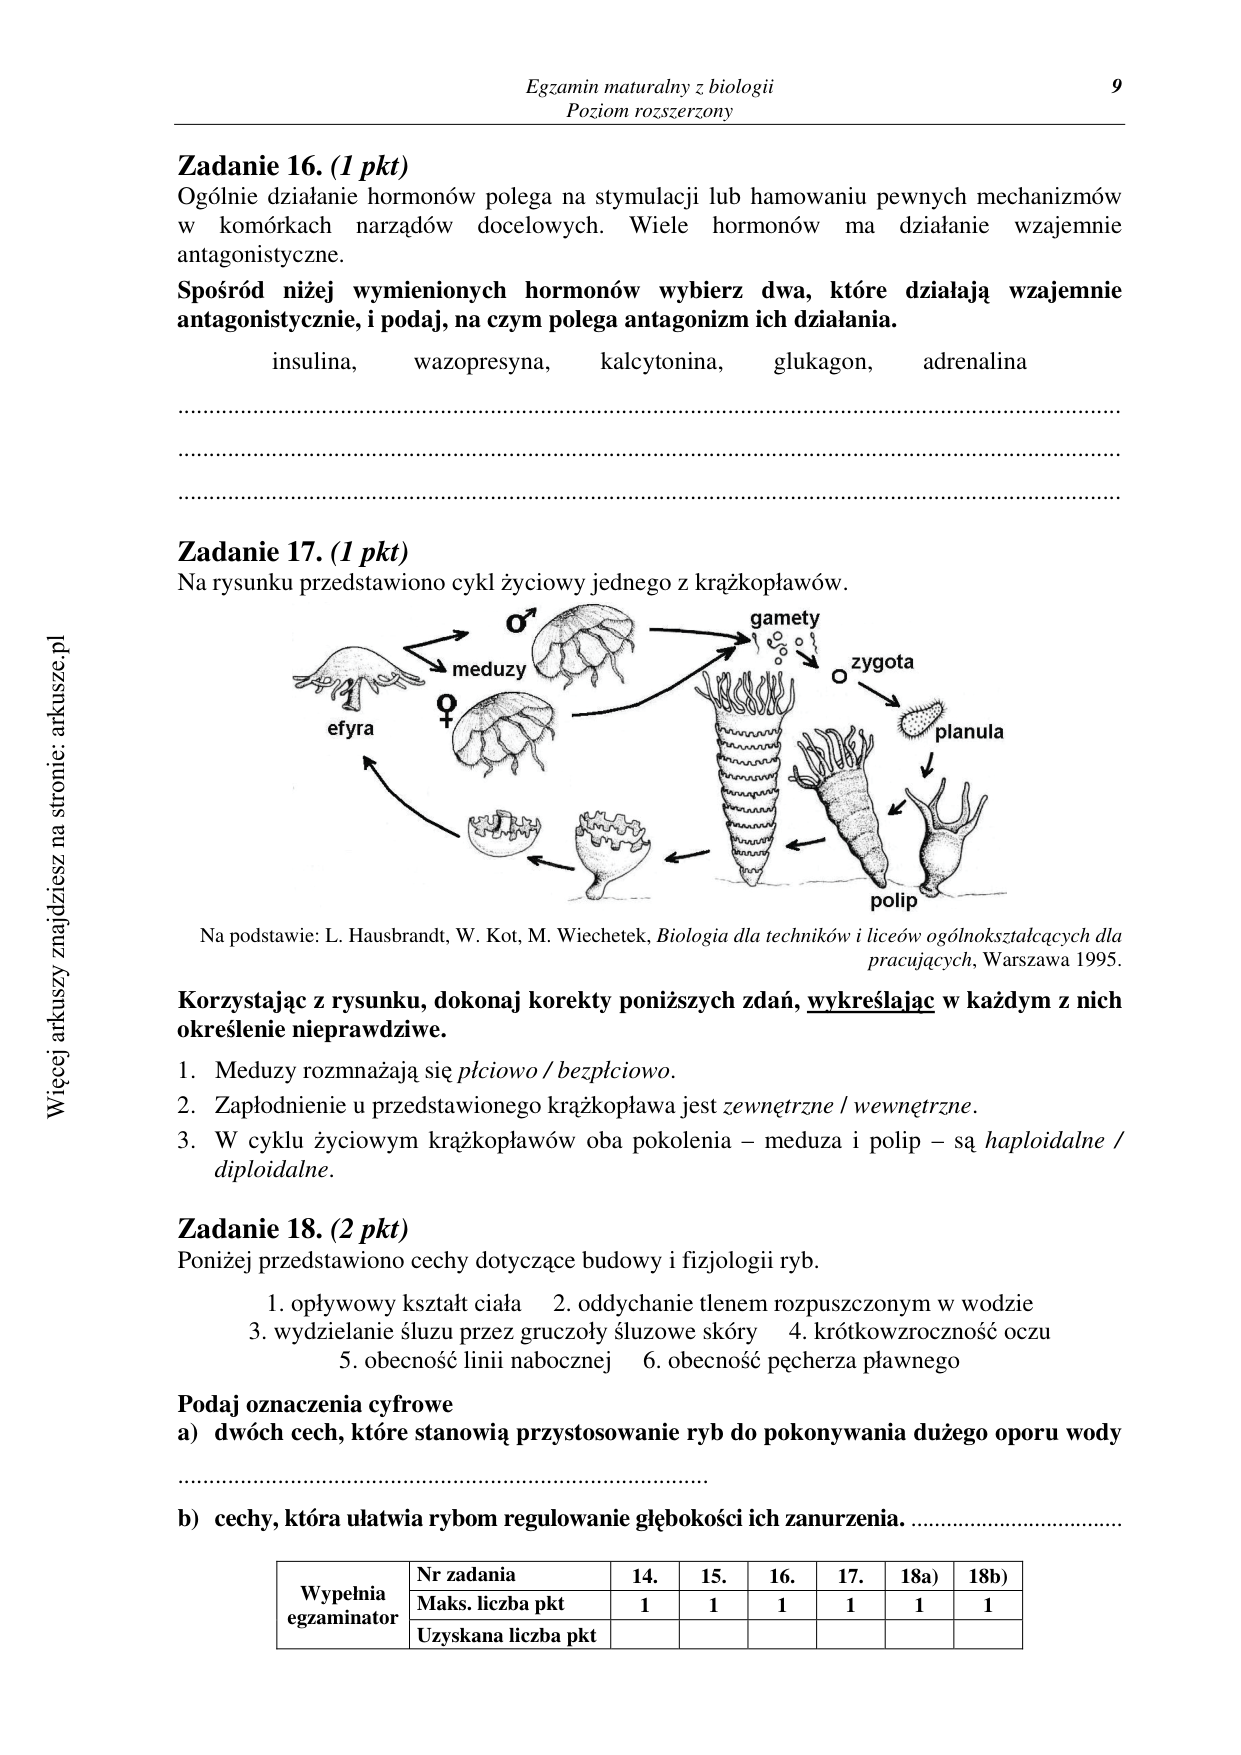 Egzamin maturalny z biologii
Poziom rozszerzony
9
Zadanie 16. (1 pkt)
Ogólnie działanie hormonów polega na stymulacji lub hamowaniu pewnych mechanizmów
w komórkach narządów docelowych. Wiele hormonów ma działanie wzajemnie
antagonistyczne.
Spośród niżej wymienionych hormonów wybierz dwa, które działają wzajemnie
antagonistycznie, i podaj, na czym polega antagonizm ich działania.
insulina, wazopresyna, kalcytonina, glukagon, adrenalina
Zadanie 17. (1 pkt)
Na rysunku przedstawiono cykl życiowy jednego z krążkopławów.
gamety
zygota
meduzy
efyra
planula
polip
Na podstawie: L. Hausbrandt, W. Kot, M. Wiechetek, Biologia dla techników i liceów ogólnokształcących dla
pracujących, Warszawa 1995.
Korzystając z rysunku, dokonaj korekty poniższych zdań, wykreślając w każdym z nich
określenie nieprawdziwe.
1. Meduzy rozmnażają się płciowo / bezpłciowo.
2. Zapłodnienie u przedstawionego krążkopława jest zewnętrzne / wewnętrzne.
3. W cyklu życiowym krążkopławów oba pokolenia – meduza i polip – są haploidalne /
diploidalne.
Zadanie 18. (2 pkt)
Poniżej przedstawiono cechy dotyczące budowy i fizjologii ryb.
1. opływowy kształt ciała 2. oddychanie tlenem rozpuszczonym w wodzie
3. wydzielanie śluzu przez gruczoły śluzowe skóry 4. krótkowzroczność oczu
5. obecność linii nabocznej 6. obecność pęcherza pławnego
Podaj oznaczenia cyfrowe
a) dwóch cech, które stanowią przystosowanie ryb do pokonywania dużego oporu wody
b) cechy, która ułatwia rybom regulowanie głębokości ich zanurzenia. ....................................
Wypełnia egzaminator
Nr zadania 14. 15. 16. 17. 18a) 18b)
Maks. liczba pkt 1 1 1 1 1 1
Uzyskana liczba pkt
Więcej arkuszy znajdziesz na stronie: arkusze.pl